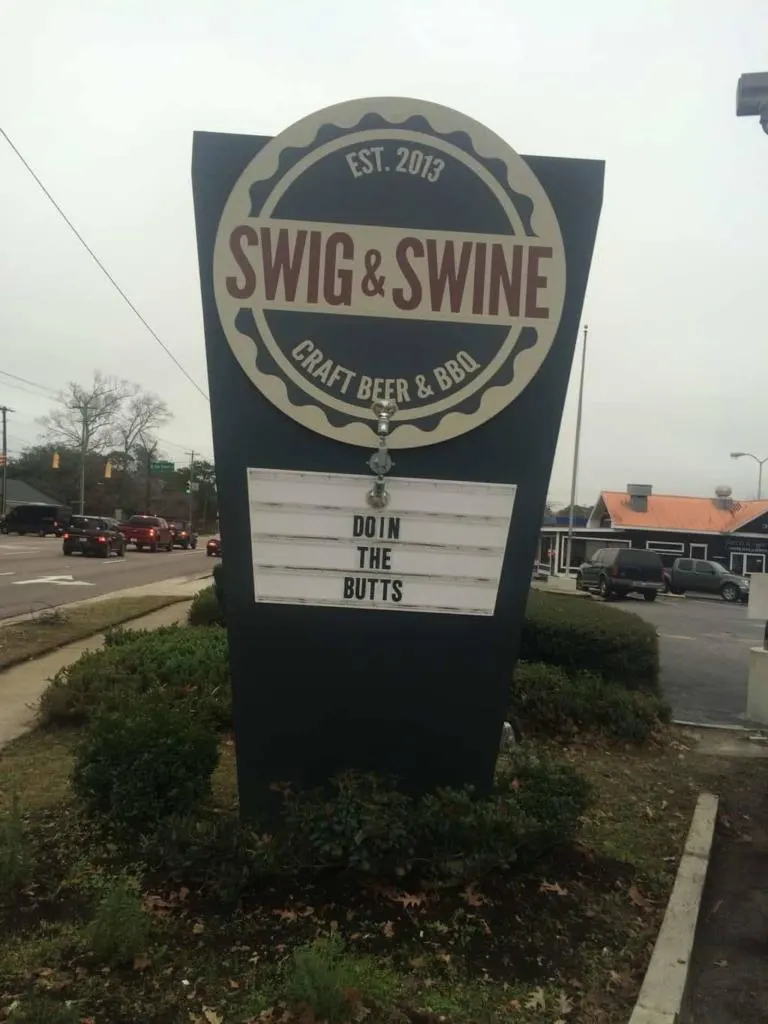 EST. 2013
SWIG & SWINE
CRAFT BEER & BBQ
DOIN
THE
BUTTS